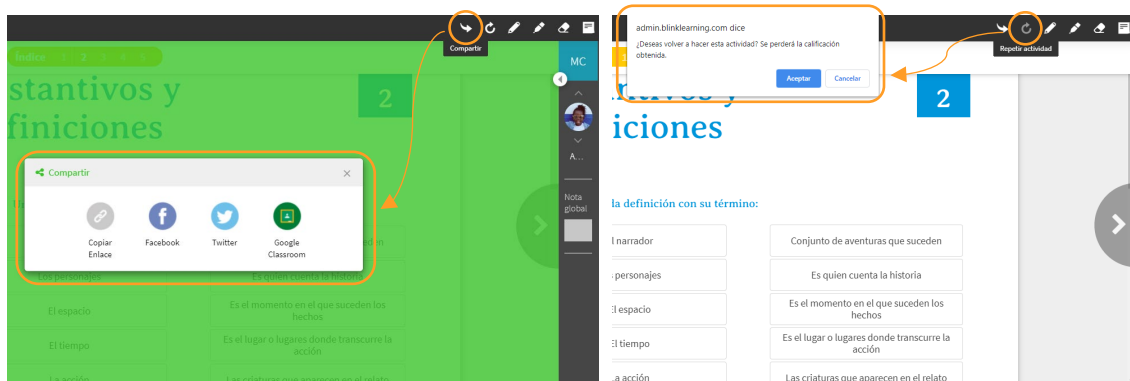 Compartir
Índice 1 2 3 4 5
MC
stantivos y
finiciones
2
Compartir
×
Copiar
Enlace
Facebook
Twitter
Google
Classroom
A...
Nota
global
Los personajes
Es quien cuenta la historia
El espacio
Es el momento en el que suceden los
hechos
El tiempo
Es el lugar o lugares donde transcurre la
acción
La acción
Las criaturas que aparecen en el relato
admin.blinklearning.com dice
¿Deseas volver a hacer esta actividad? Se perderá la calificación
obtenida.
Aceptar
Cancelar
Repetir actividad
iciones
2
la definición con su término:
l narrador
Conjunto de aventuras que suceden
personajes
Es quien cuenta la historia
El espacio
Es el momento en el que suceden los
hechos
El tiempo
Es el lugar o lugares donde transcurre la
acción
a acción
Las criaturas que aparecen en el relato